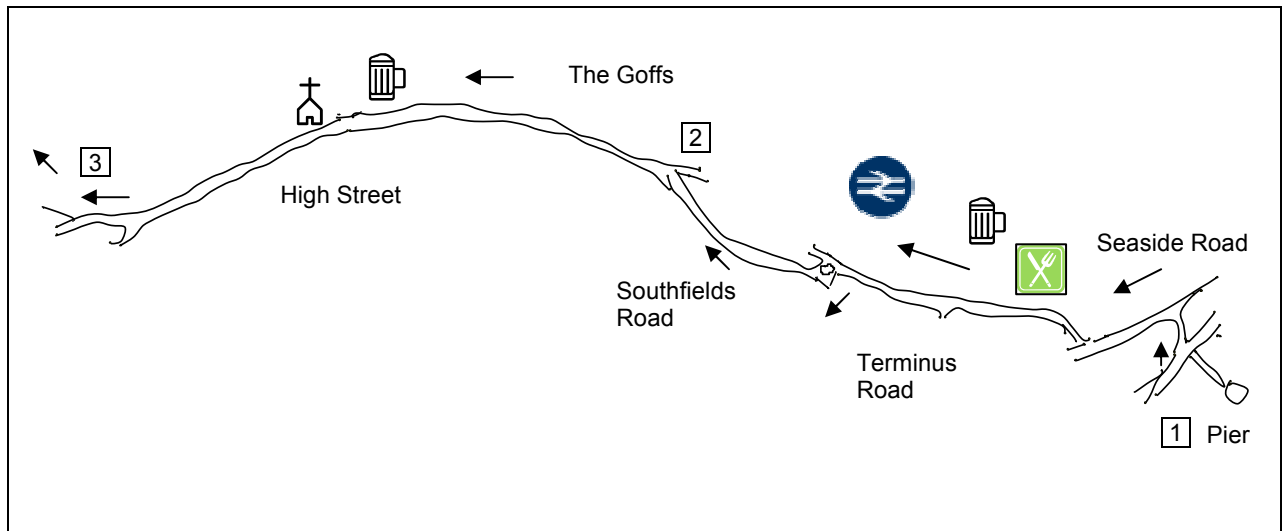 The Goffs
2
3
High Street
Seaside Road
Southfields
Road
Terminus
Road
1 Pier